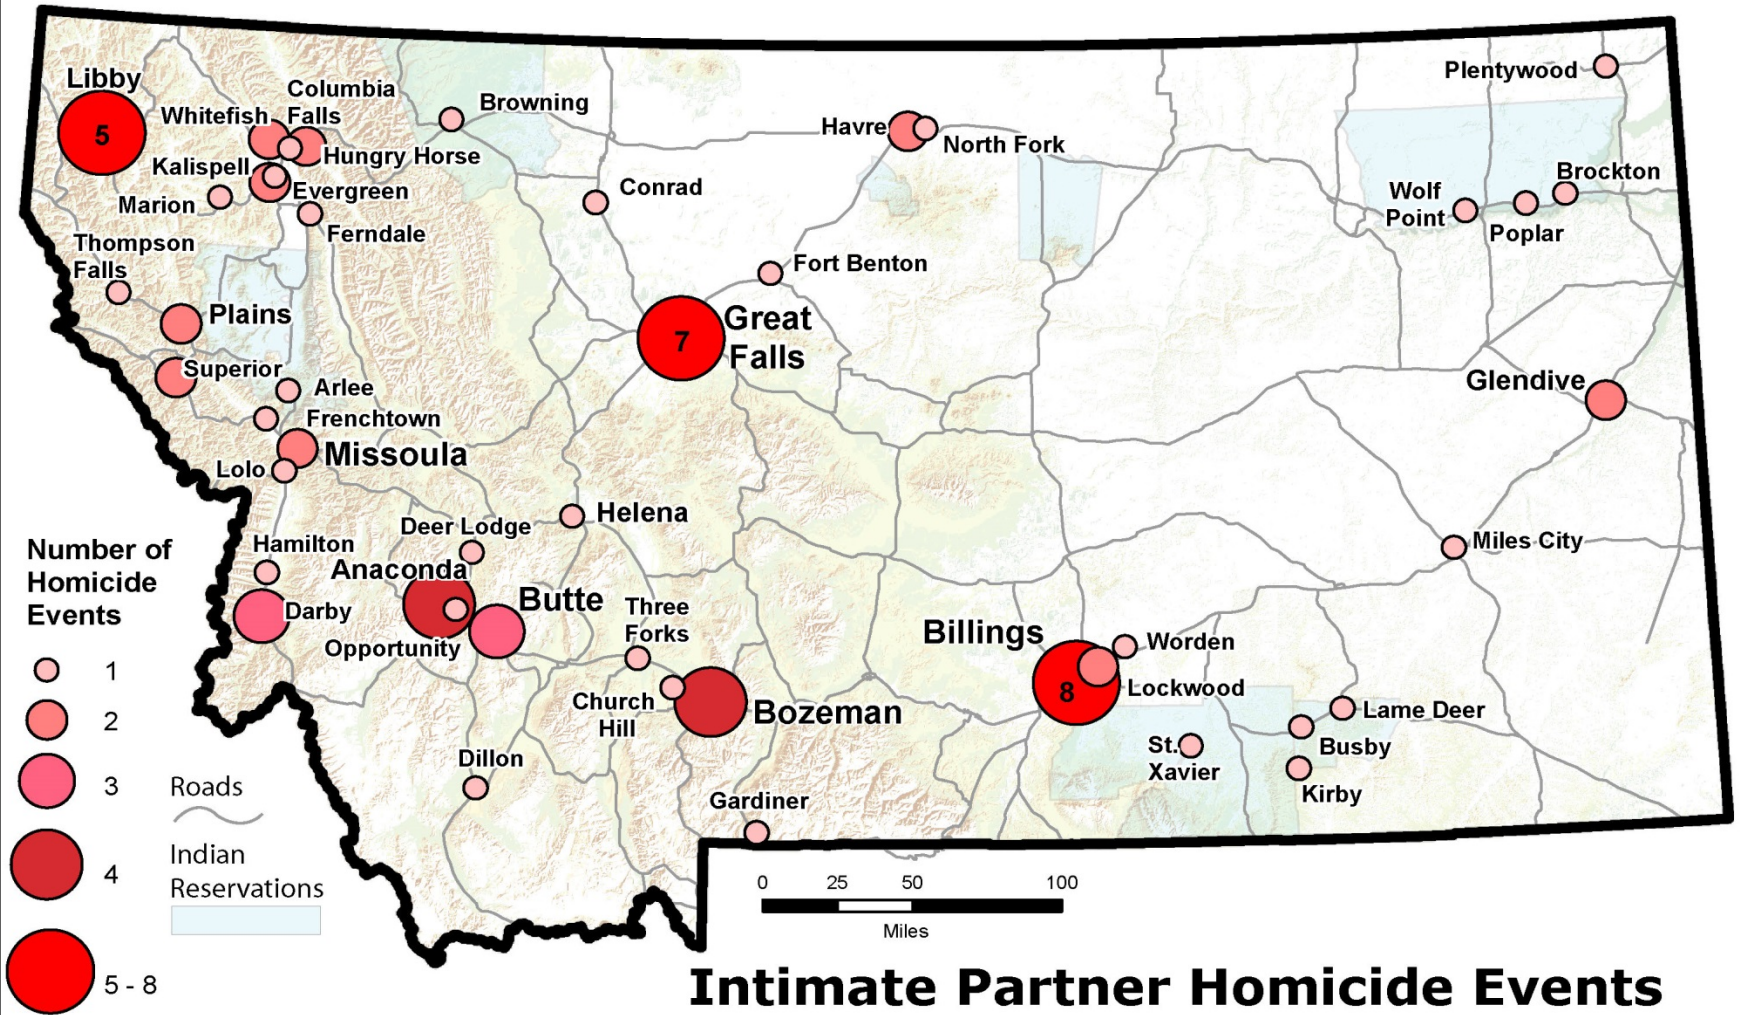 Libby
5
Columbia
Whitefish Falls
Hungry Horse
Kalispell
Evergreen
Marion
Ferndale
Thompson
Falls
Plains
Superior
Arlee
Frenchtown
Missoula
Lolo
Browning
Conrad
Fort Benton
Great
Falls
7
Havre
North Fork
Plentywood
Brockton
Wolf
Point
Poplar
Glendive
Miles City
Helena
Deer Lodge
Hamilton
Anaconda
Darby
Butte
Opportunity
Three
Forks
Church
Hill
Bozeman
Dillon
Gardiner
Billings
8
Worden
Lockwood
Lame Deer
Busby
St.
Xavier
Kirby
Number of
Homicide
Events
1
2
3
4
5 - 8
Roads
Indian
Reservations
0 25 50 100
Miles
Intimate Partner Homicide Events